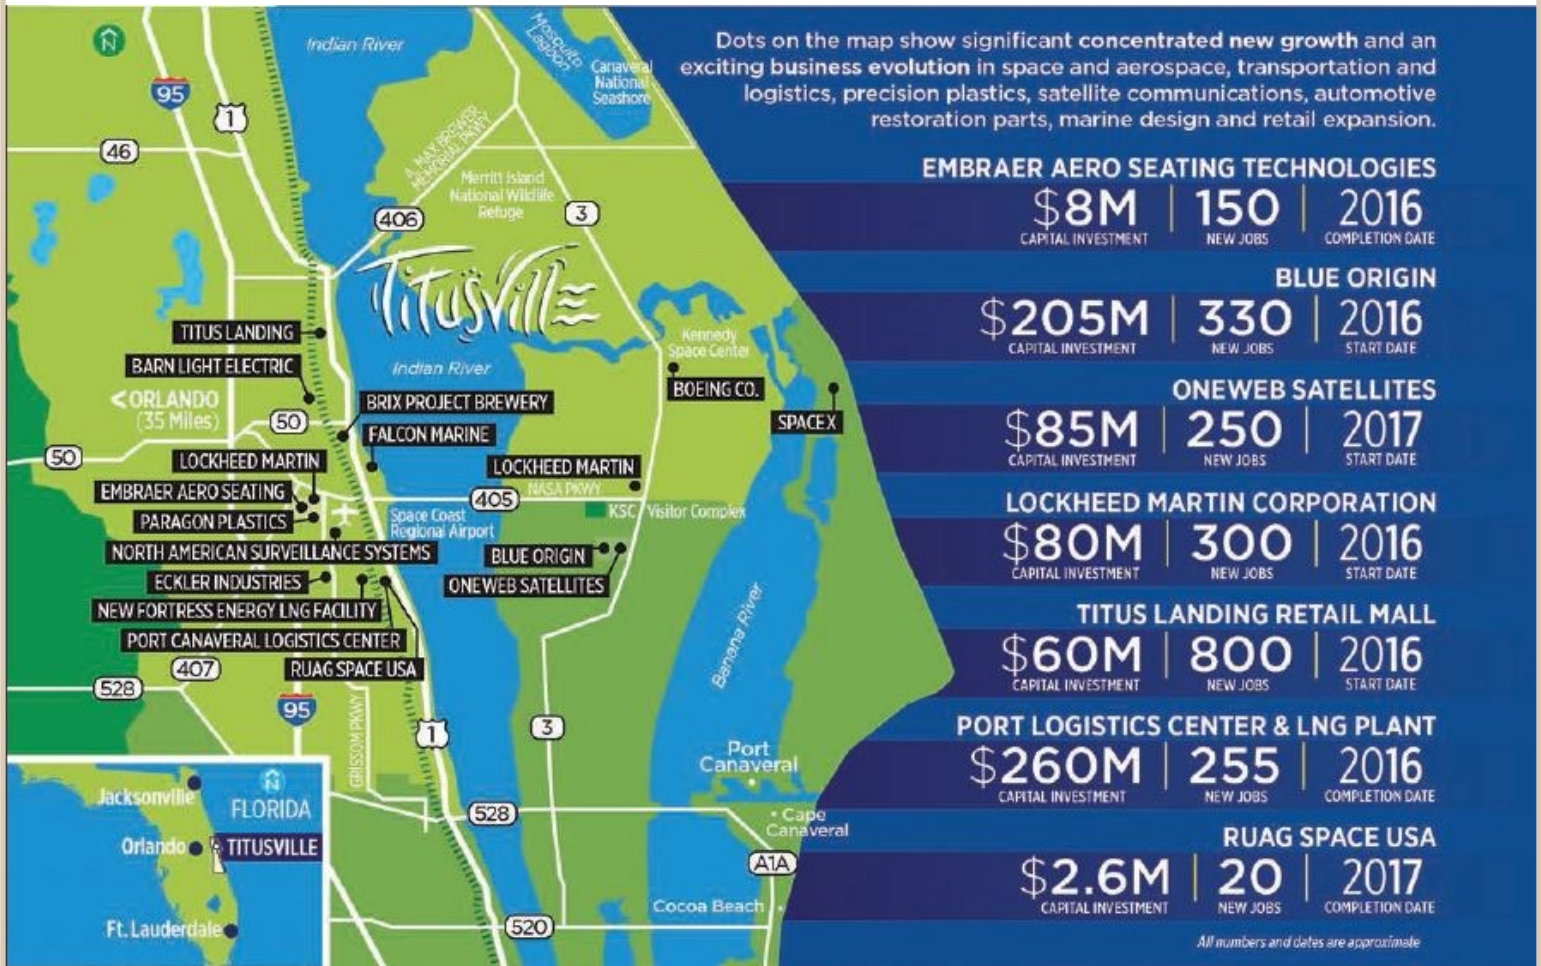 Indian River
Mosquito
Lagoon
Canaveral
National
Seashore
95
1
46
A. MAX BREWER
MEMORIAL PKWY
Merritt Island
National Wildlife
Refuge
406
3
Titusville
TITUS LANDING
BARN LIGHT ELECTRIC
Indian River
Kennedy
Space Center
BOEING CO.
SPACE X
<ORLANDO
(35 Miles)
BRIX PROJECT BREWERY
50
FALCON MARINE
50
LOCKHEED MARTIN
LOCKHEED MARTIN
EMBRAER AERO SEATING
405
NASA PKWY
PARAGON PLASTICS
Space Coast
Regional Airport
KSC Visitor Complex
NORTH AMERICAN SURVEILLANCE SYSTEMS
BLUE ORIGIN
ECKLER INDUSTRIES
ONEWEB SATELLITES
NEW FORTRESS ENERGY LNG FACILITY
PORT CANAVERAL LOGISTICS CENTER
407
RUAG SPACE USA
528
95
Banana River
GRISSOM PKWY
1
3
Port
Canaveral
528
Cape
Canaveral
A1A
Cocoa Beach
520
N
N
Jacksonville
FLORIDA
Orlando
TITUSVILLE
Ft. Lauderdale
Dots on the map show significant concentrated new growth and an
exciting business evolution in space and aerospace, transportation and
logistics, precision plastics, satellite communications, automotive
restoration parts, marine design and retail expansion.
EMBRAER AERO SEATING TECHNOLOGIES
$8M 150 2016
CAPITAL INVESTMENT NEW JOBS COMPLETION DATE
BLUE ORIGIN
$205M 330 2016
CAPITAL INVESTMENT NEW JOBS START DATE
ONEWEB SATELLITES
$85M 250 2017
CAPITAL INVESTMENT NEW JOBS START DATE
LOCKHEED MARTIN CORPORATION
$80M 300 2016
CAPITAL INVESTMENT NEW JOBS START DATE
TITUS LANDING RETAIL MALL
$60M 800 2016
CAPITAL INVESTMENT NEW JOBS START DATE
PORT LOGISTICS CENTER & LNG PLANT
$260M 255 2016
CAPITAL INVESTMENT NEW JOBS COMPLETION DATE
RUAG SPACE USA
$2.6M 20 2017
CAPITAL INVESTMENT NEW JOBS COMPLETION DATE
All numbers and dates are approximate